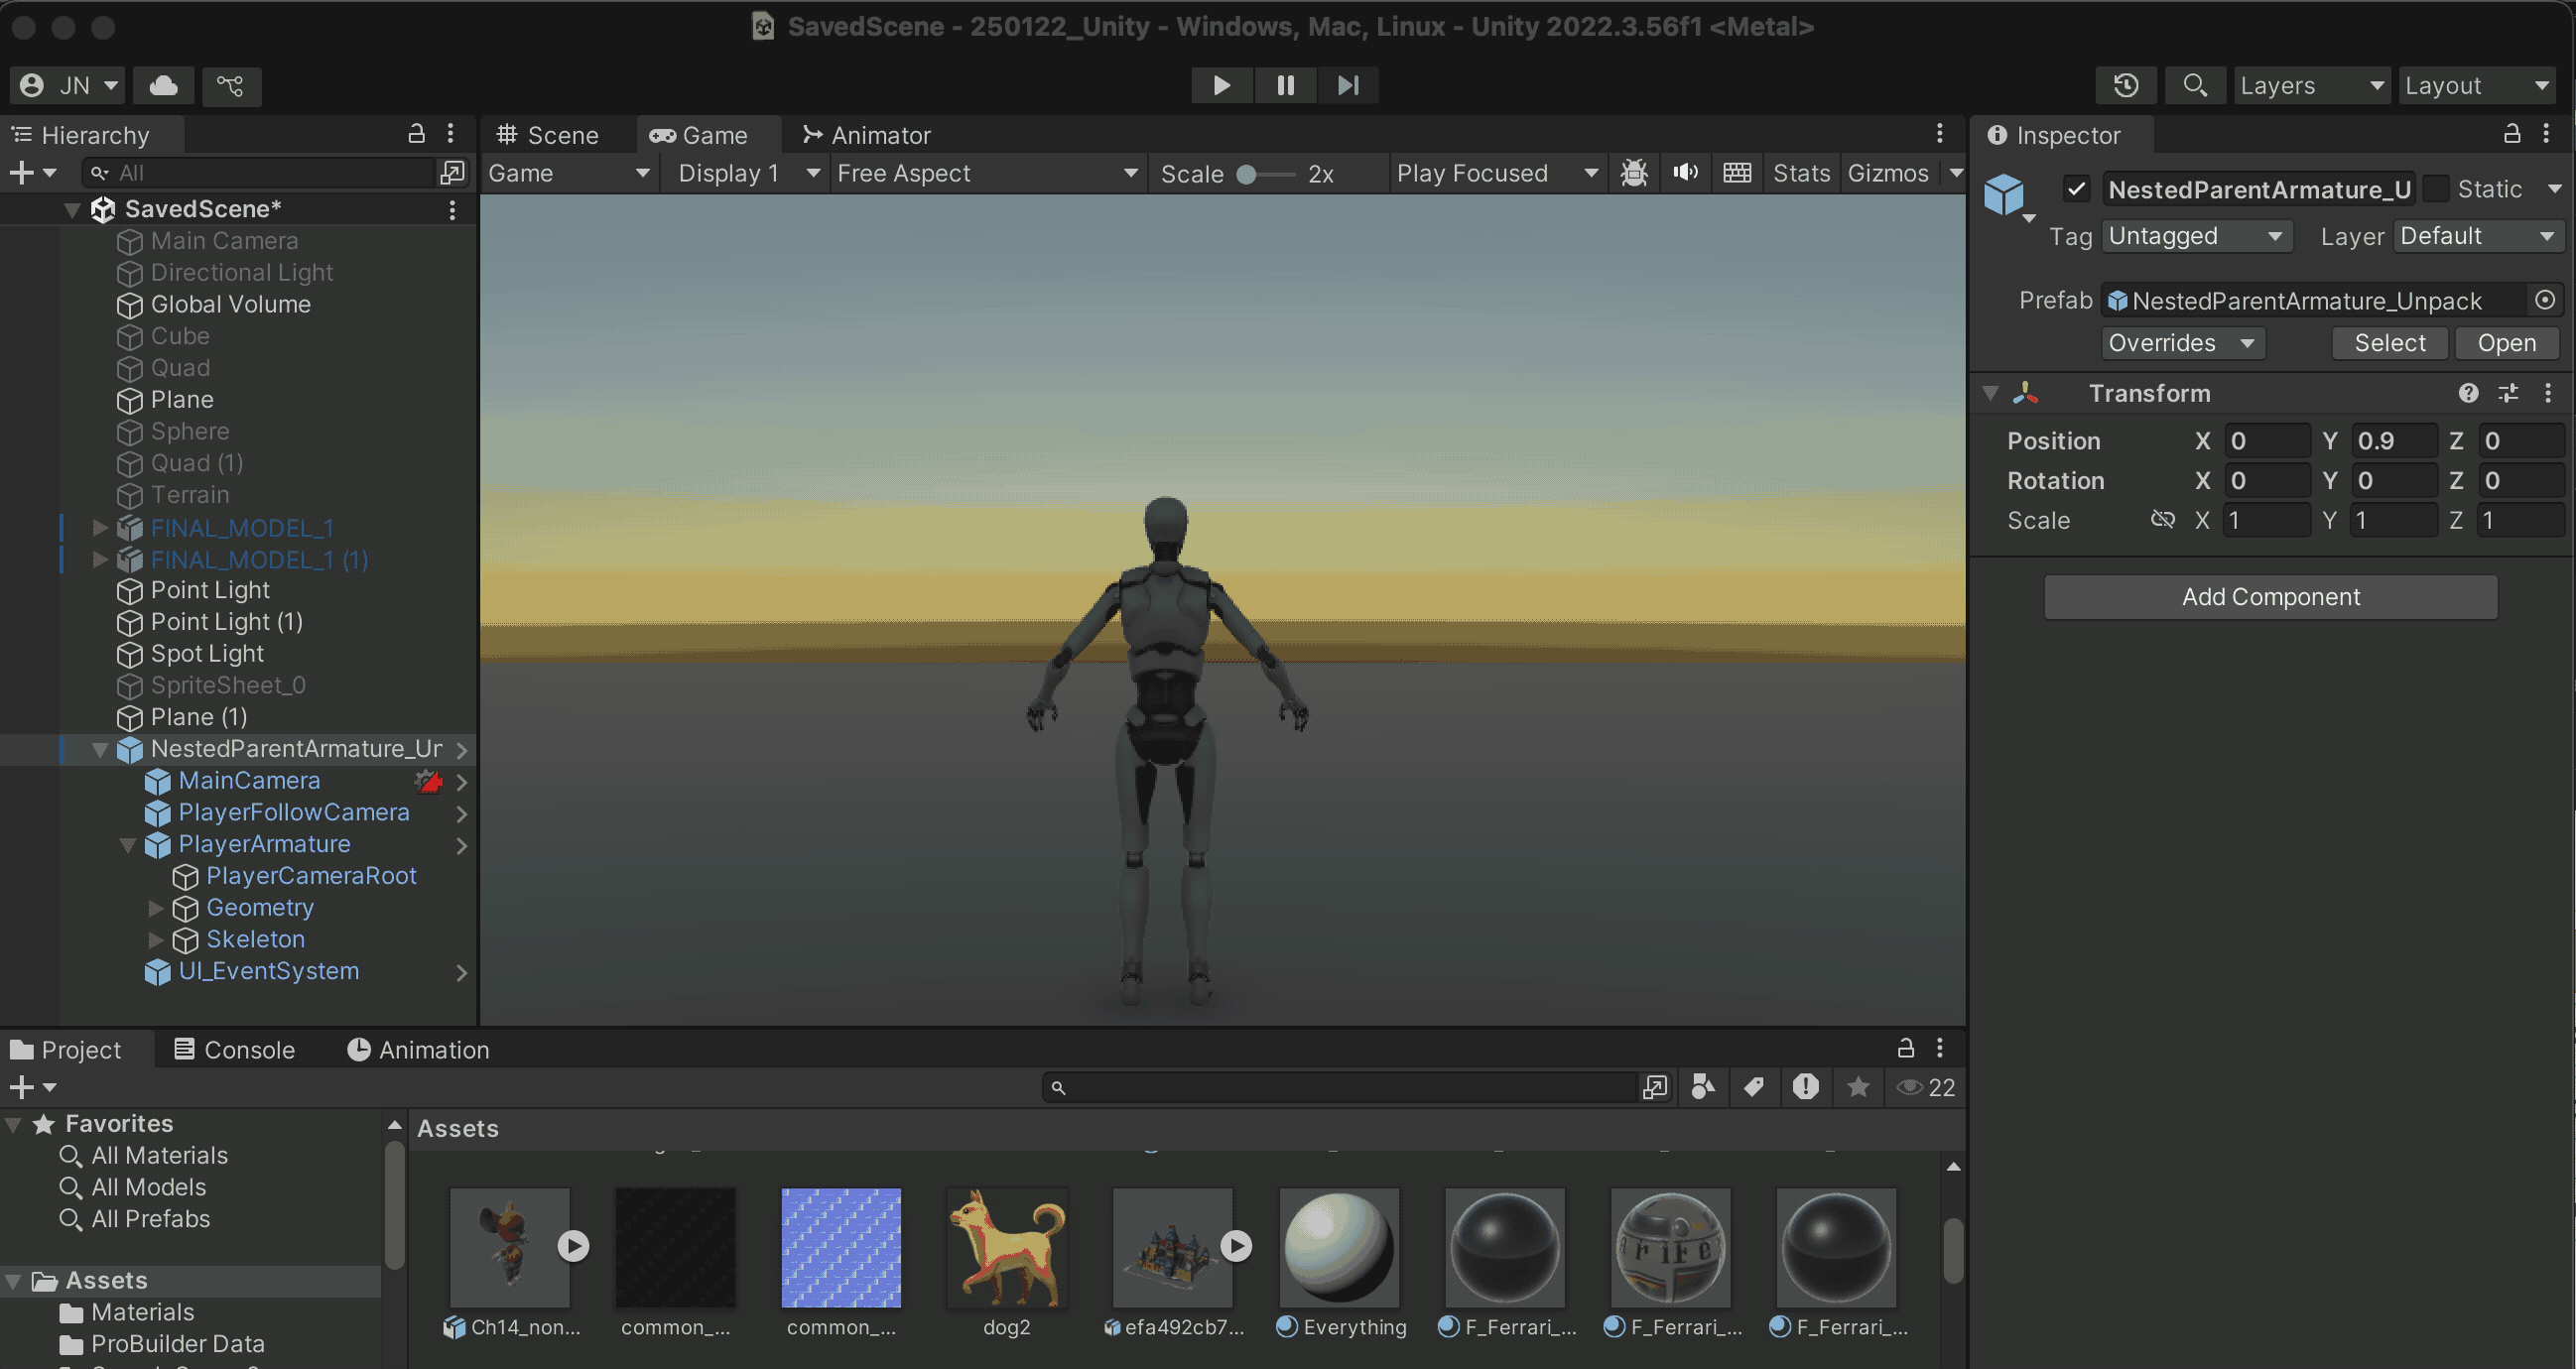 SavedScene - 250122_Unity - Windows, Mac, Linux - Unity 2022.3.56f1 <Metal>
JN
Layers
Layout
Hierarchy
All
SavedScene*
Main Camera
Directional Light
Global Volume
Cube
Quad
Plane
Sphere
Quad (1)
Terrain
FINAL_MODEL_1
FINAL_MODEL_1 (1)
Point Light
Point Light (1)
Spot Light
SpriteSheet_0
Plane (1)
NestedParentArmature_Ur
MainCamera
PlayerFollowCamera
PlayerArmature
PlayerCameraRoot
Geometry
Skeleton
UI_EventSystem
Scene Game Animator
Game Display 1 Free Aspect Scale 2x Play Focused Stats Gizmos
Inspector
NestedParentArmature_U Static
Tag Untagged Layer Default
Prefab NestedParentArmature_Unpack
Overrides Select Open
Transform
Position X 0 Y 0.9 Z 0
Rotation X 0 Y 0 Z 0
Scale X 1 Y 1 Z 1
Add Component
Project Console Animation
22
Favorites
All Materials
All Models
All Prefabs
Assets
Materials
ProBuilder Data
Assets
Ch14_non... common_... common_... dog2 efa492cb7... Everything F_Ferrari_... F_Ferrari_... F_Ferrari_...